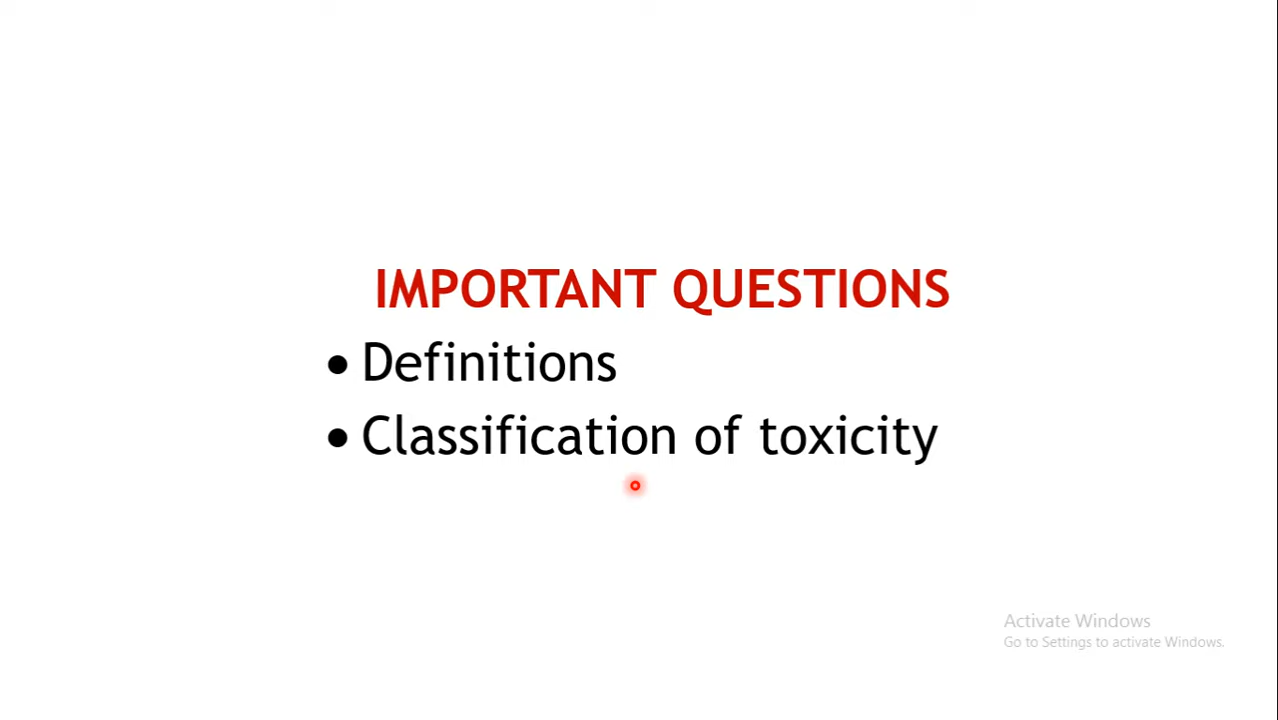 IMPORTANT QUESTIONS
• Definitions
• Classification of toxicity
Activate Windows
Go to Settings to activate Windows.